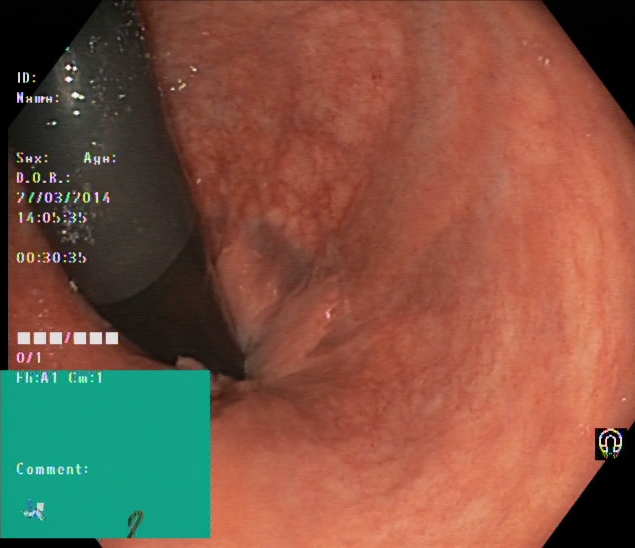 ID:
Name:
Sex: Age:
D.O.B.:
27/03/2014
14:05:35
00:30:35
0/1
Eh:A1 Cm:1
Comment: